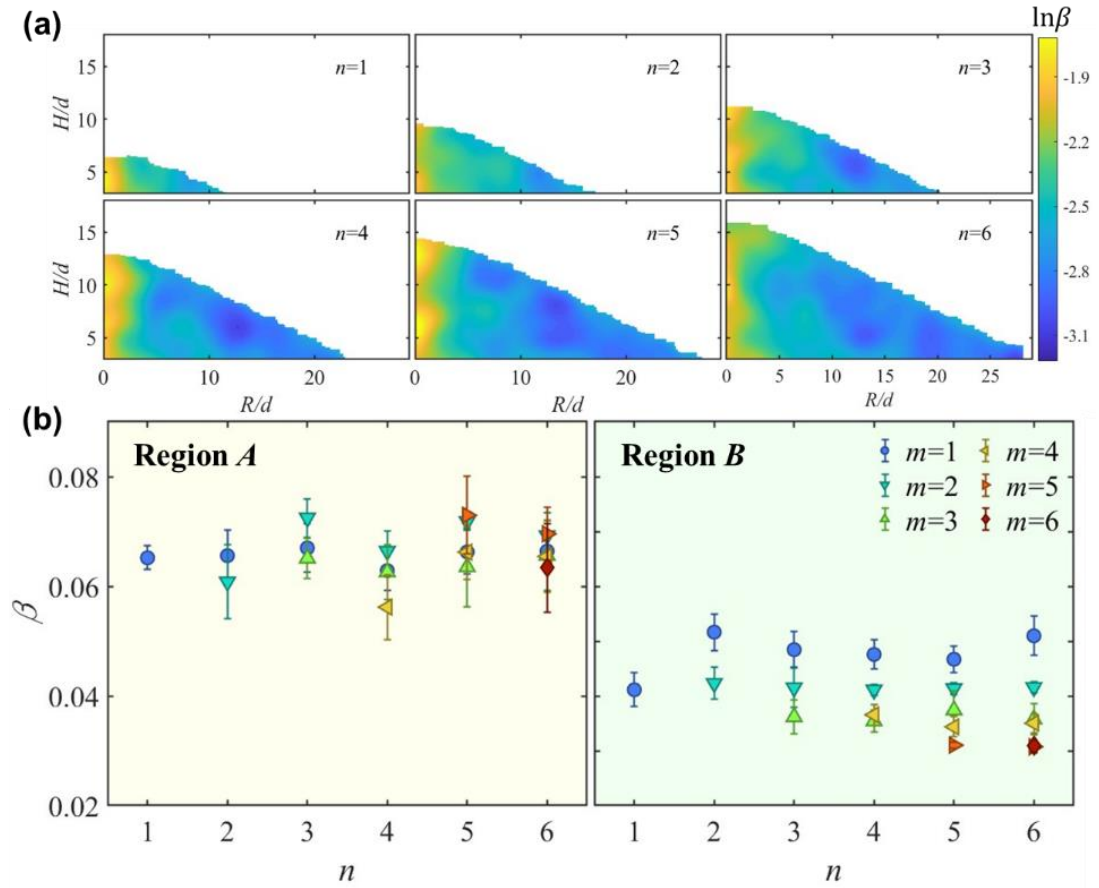 (a)
lnβ
n=1
n=2
n=3
15
10
5
H/d
-1.9
-2.2
-2.5
-2.8
-3.1
n=4
n=5
n=6
15
10
5
H/d
0 10 20
0 10 20
0 5 10 15 20 25
R/d
R/d
R/d
(b)
Region A
Region B
m=1 m=4
m=2 m=5
m=3 m=6
0.08
0.06
0.04
0.02
β
1 2 3 4 5 6
1 2 3 4 5 6
n
n